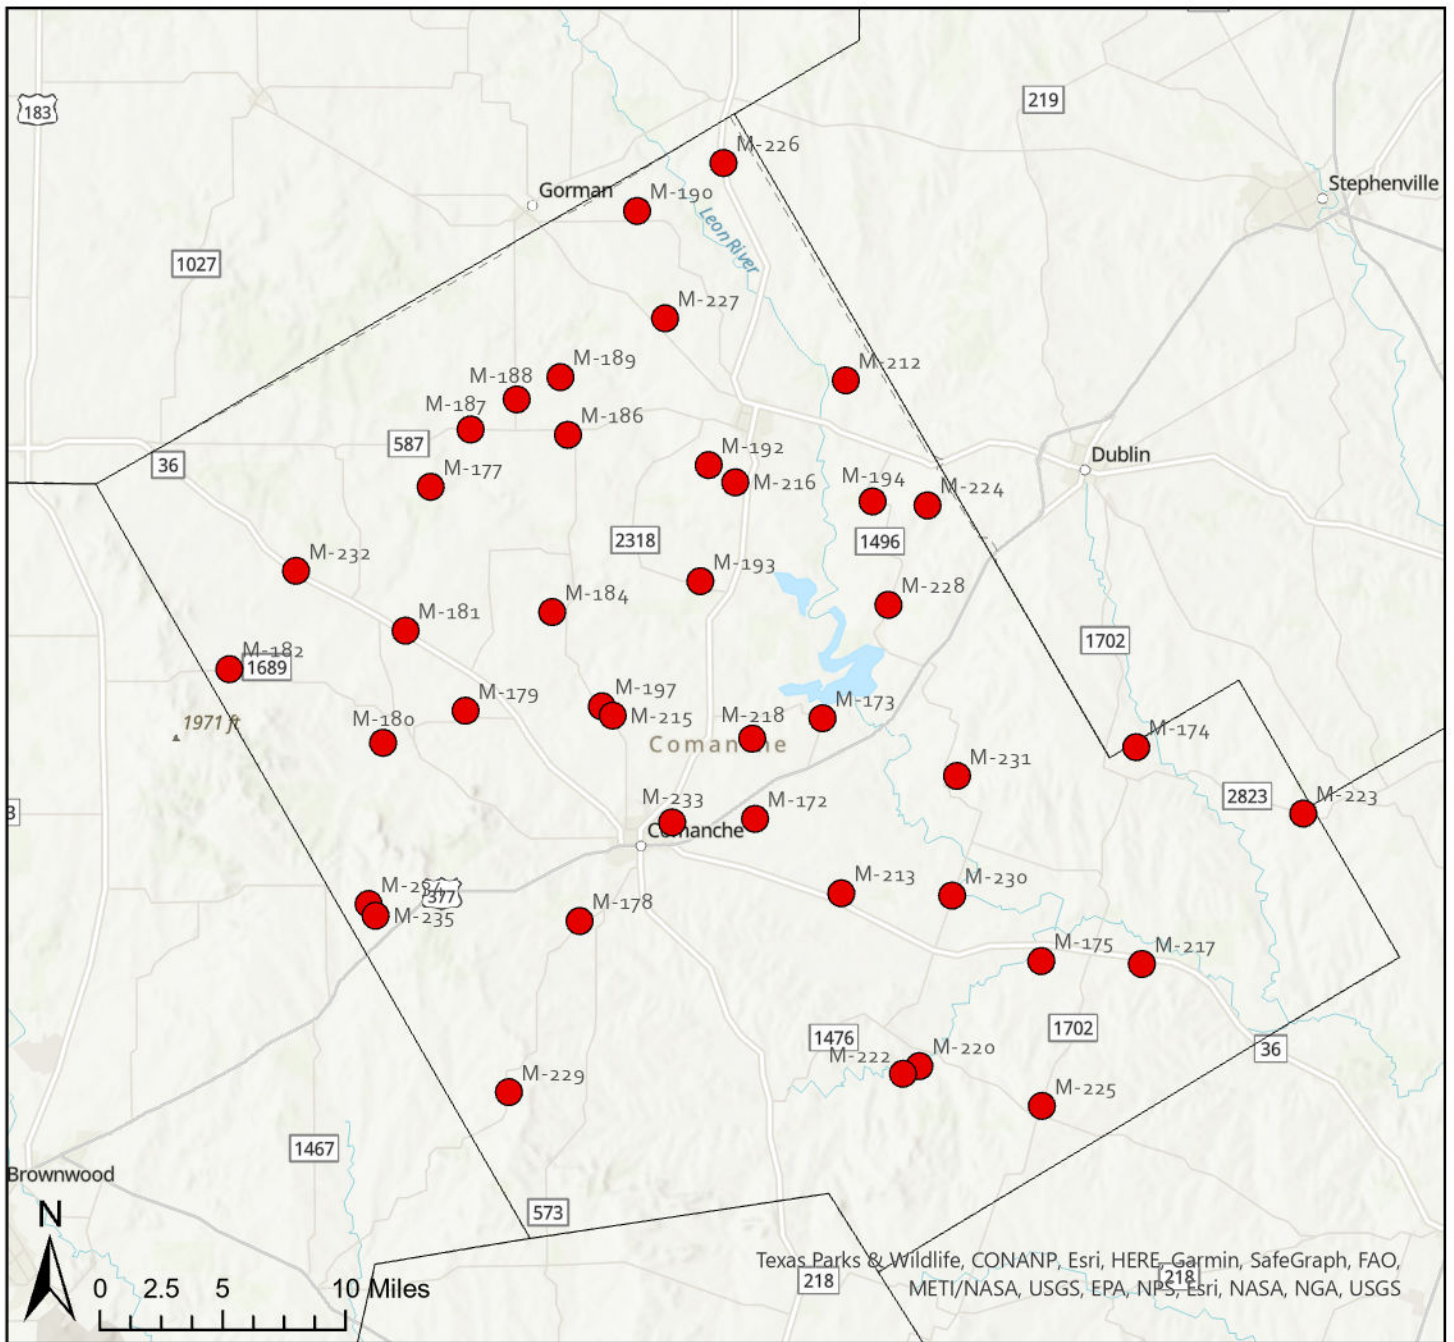 219
183
M-226
Gorman
M-190
Stephenville
Leon River
1027
M-227
M-189
M-188
M-212
M-187
M-186
587
36
M-192
Dublin
M-177
M-216
M-194
M-224
2318
1496
M-232
M-193
M-228
M-184
M-181
1702
M-182
1689
M-197
M-179
M-173
1971 ft
M-180
M-215
M-218
Comanche
M-174
M-231
2823
M-223
M-233
M-172
Comanche
M-213
M-230
377
M-235
M-178
M-175
M-217
1476
1702
M-222
M-220
36
M-229
M-225
1467
Brownwood
573
N
0 2.5 5 10 Miles
218
218
Texas Parks & Wildlife, CONANP, Esri, HERE, Garmin, SafeGraph, FAO,
METI/NASA, USGS, EPA, NPS, Esri, NASA, NGA, USGS